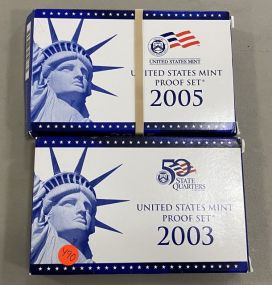 UNITED STATES MINT
UNITED STATES MINT
PROOF SET
2005
50
STATE
QUARTERS
UNITED STATES MINT
PROOF SET
2003